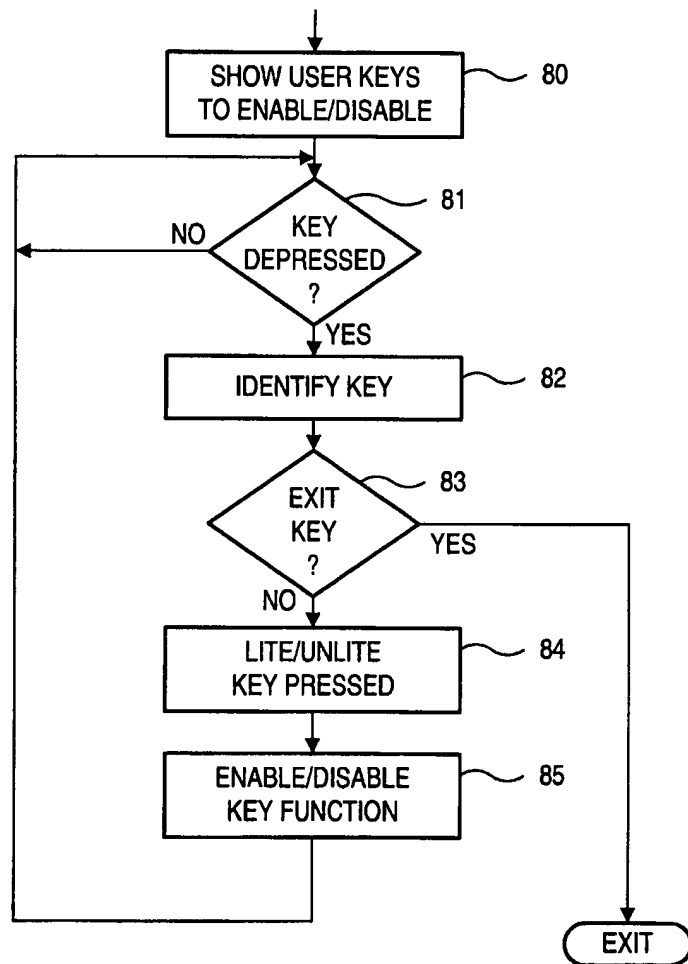 SHOW USER KEYS
TO ENABLE/DISABLE
80
81
KEY
DEPRESSED
?
NO
YES
IDENTIFY KEY
82
83
EXIT
KEY
?
YES
NO
LITE/UNLITE
KEY PRESSED
84
ENABLE/DISABLE
KEY FUNCTION
85
EXIT